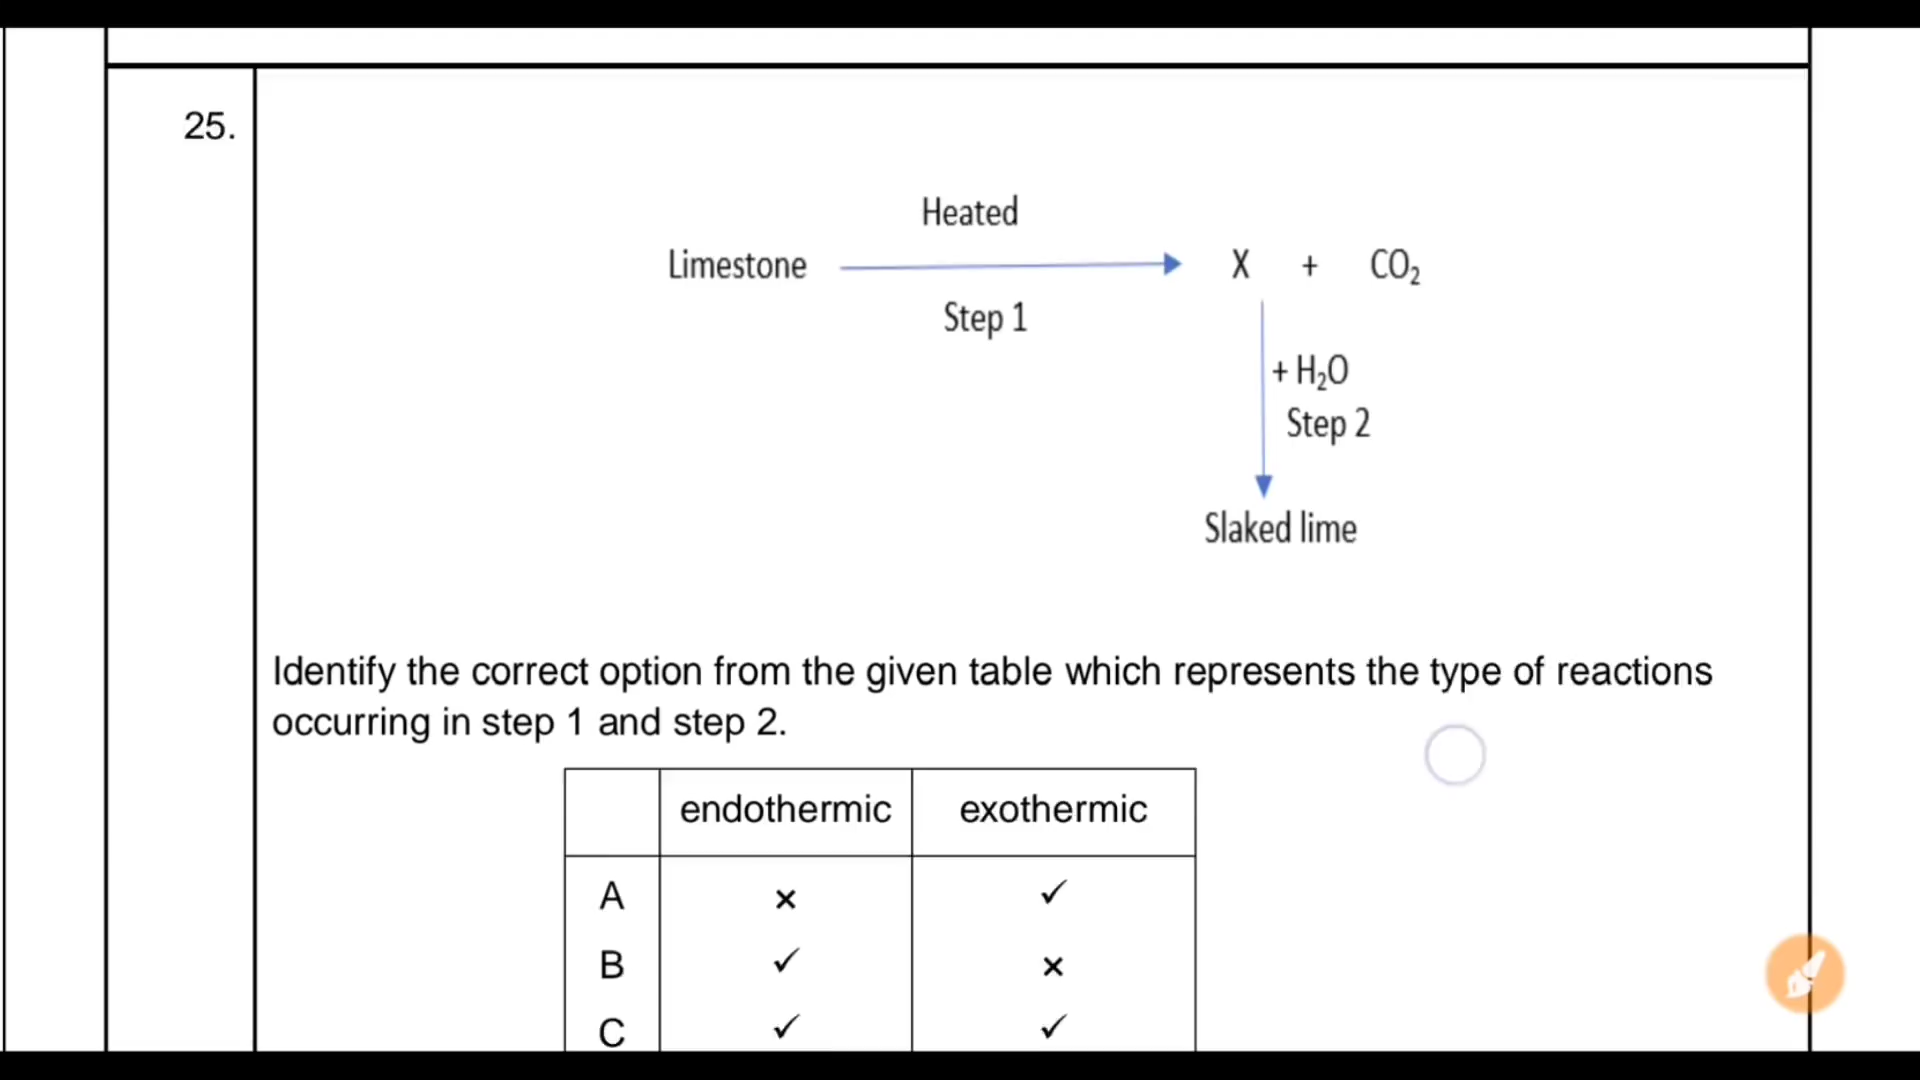 25.
Heated
Limestone X + CO₂
Step 1
+ H₂O
Step 2
Slaked lime
Identify the correct option from the given table which represents the type of reactions
occurring in step 1 and step 2.
endothermic exothermic
A × ✓
B ✓ ×
C ✓ ✓